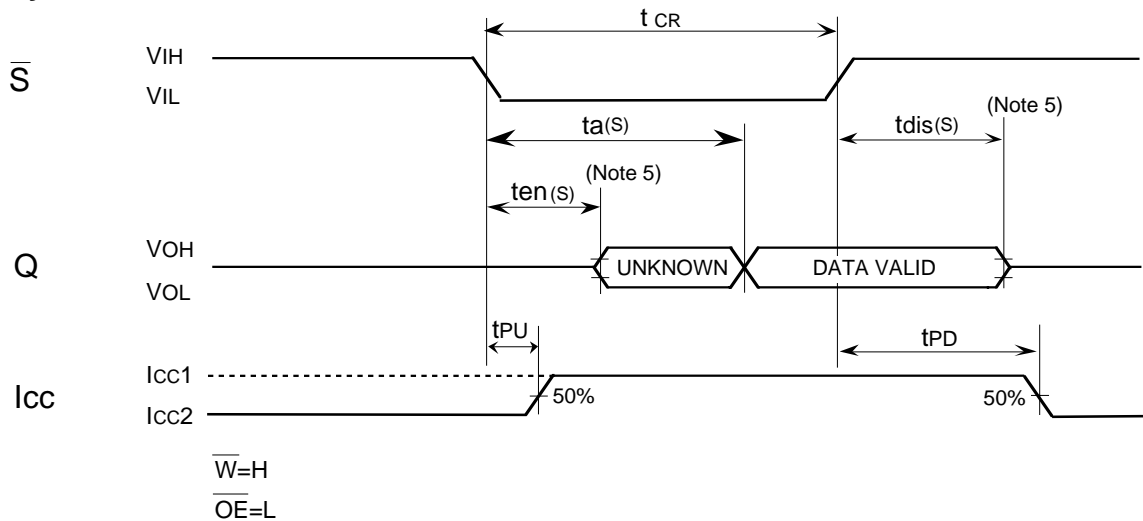 t CR
S
VIH
VIL
ta(S)
tdis(S)
(Note 5)
ten (S)
(Note 5)
Q
VOH
VOL
UNKNOWN
DATA VALID
tPU
tPD
Icc
Icc1
Icc2
50%
50%
W=H
OE=L